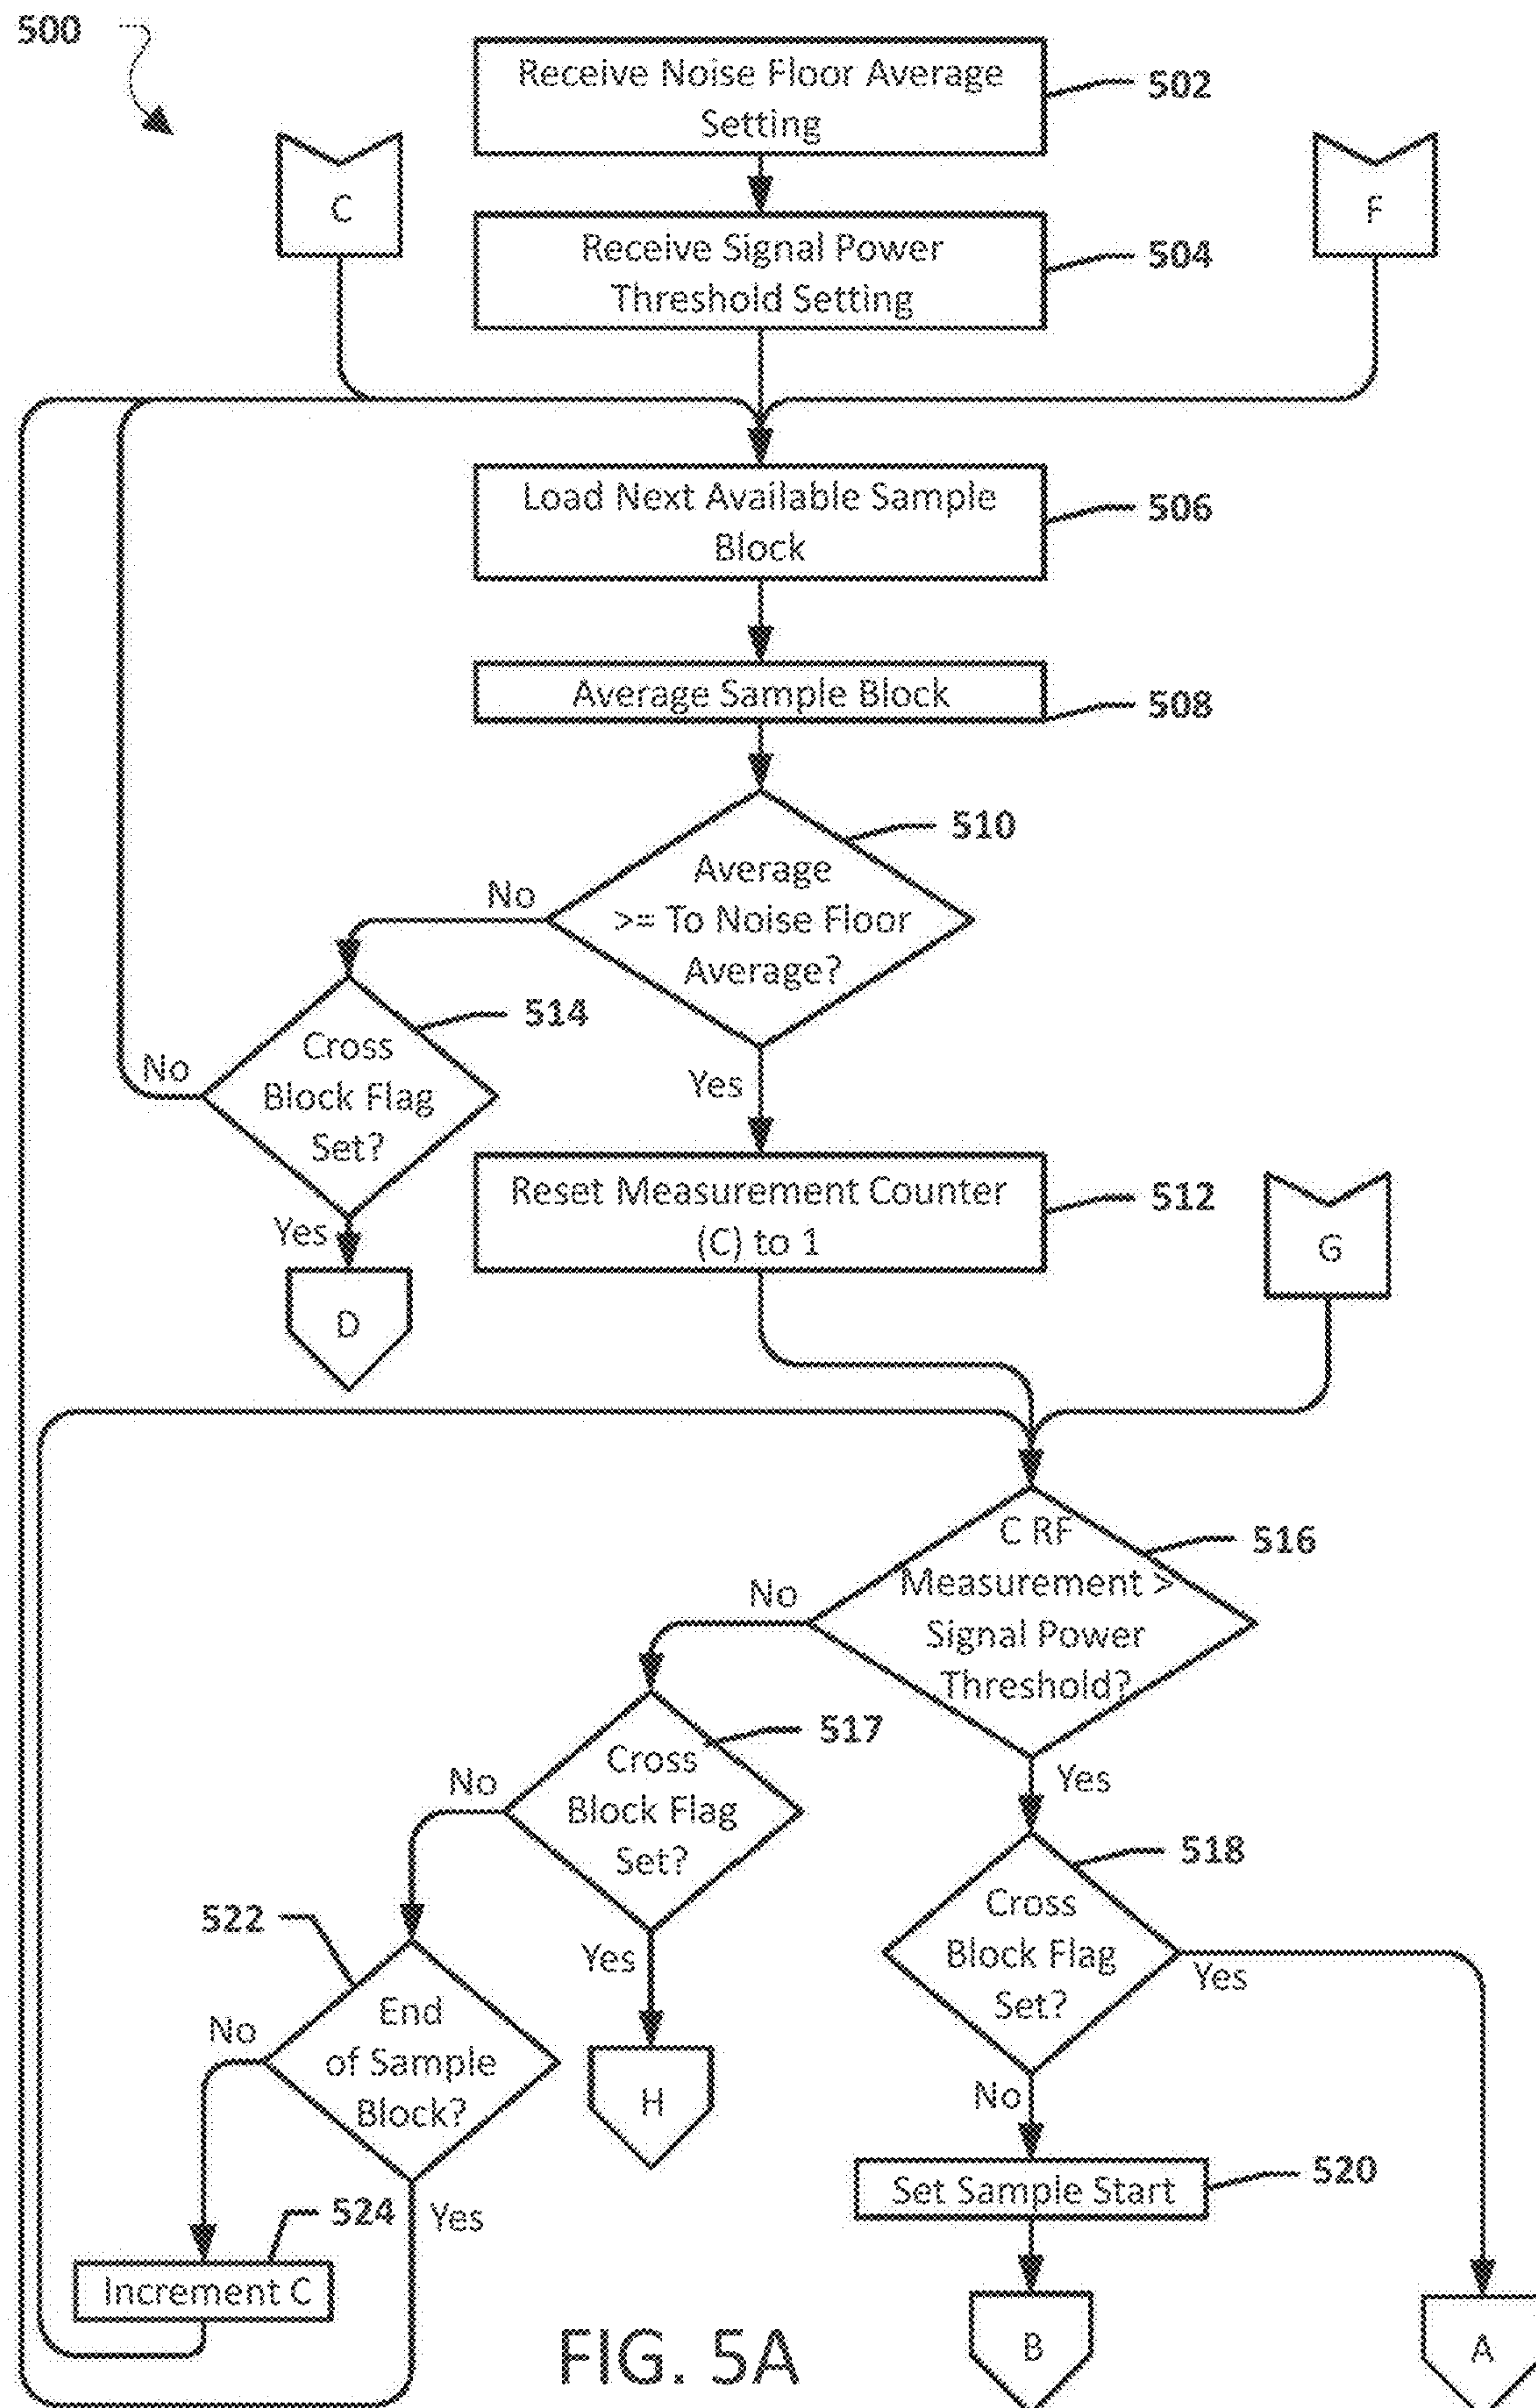 500
Receive Noise Floor Average
Setting
502
C
F
Receive Signal Power
Threshold Setting
504
Load Next Available Sample
Block
506
Average Sample Block
508
510
Average
>= To Noise Floor
Average?
No
514
Cross
Block Flag
Set?
No
Yes
Yes
Reset Measurement Counter
(C) to 1
512
G
D
C RF
Measurement >
Signal Power
Threshold?
516
No
517
Cross
Block Flag
Set?
No
Yes
518
Cross
Block Flag
Set?
Yes
522
End
of Sample
Block?
No
Yes
H
No
Set Sample Start
520
524
Yes
Increment C
B
A
FIG. 5A